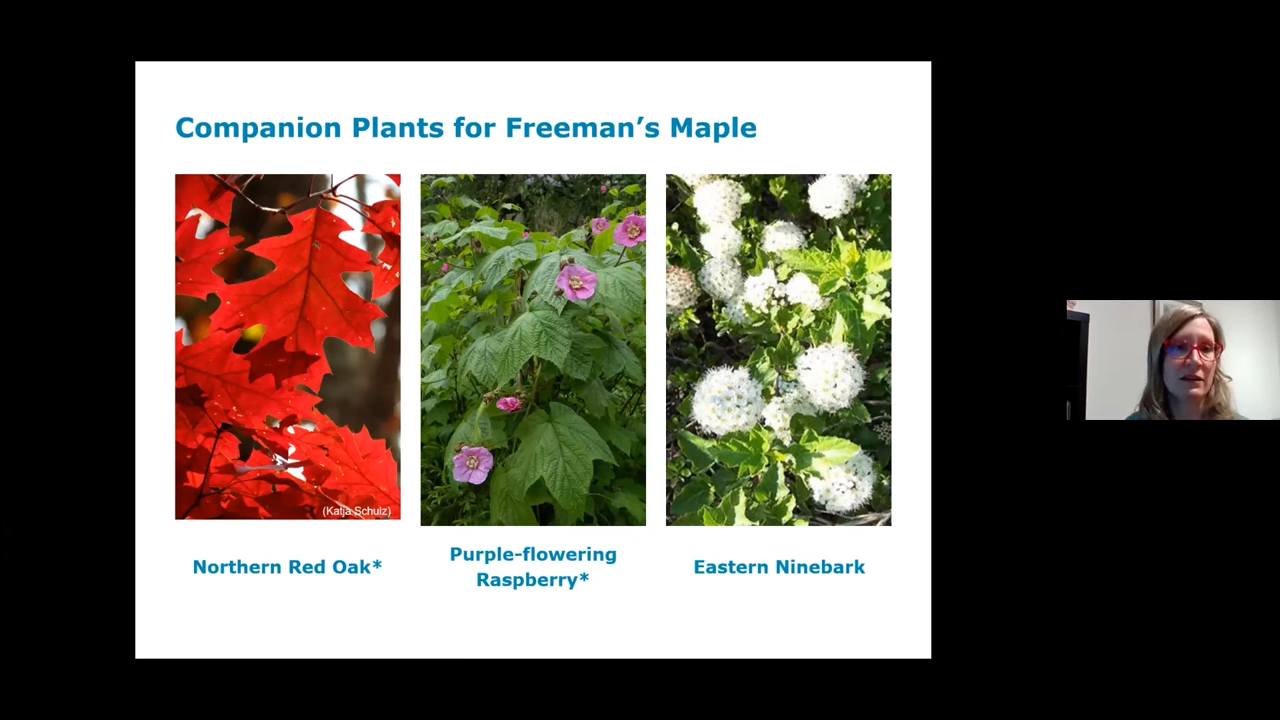 Companion Plants for Freeman’s Maple
(Katja Schulz)
Northern Red Oak*
Purple-flowering
Raspberry*
Eastern Ninebark